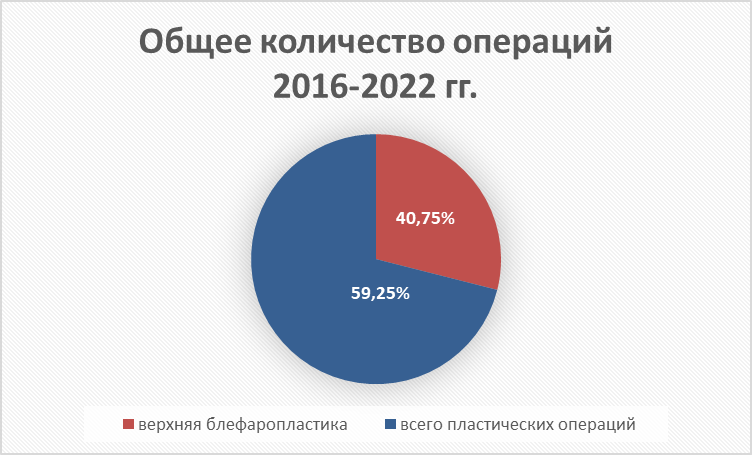 Общее количество операций
2016-2022 гг.
40,75%
59,25%
верхняя блефаропластика
всего пластических операций